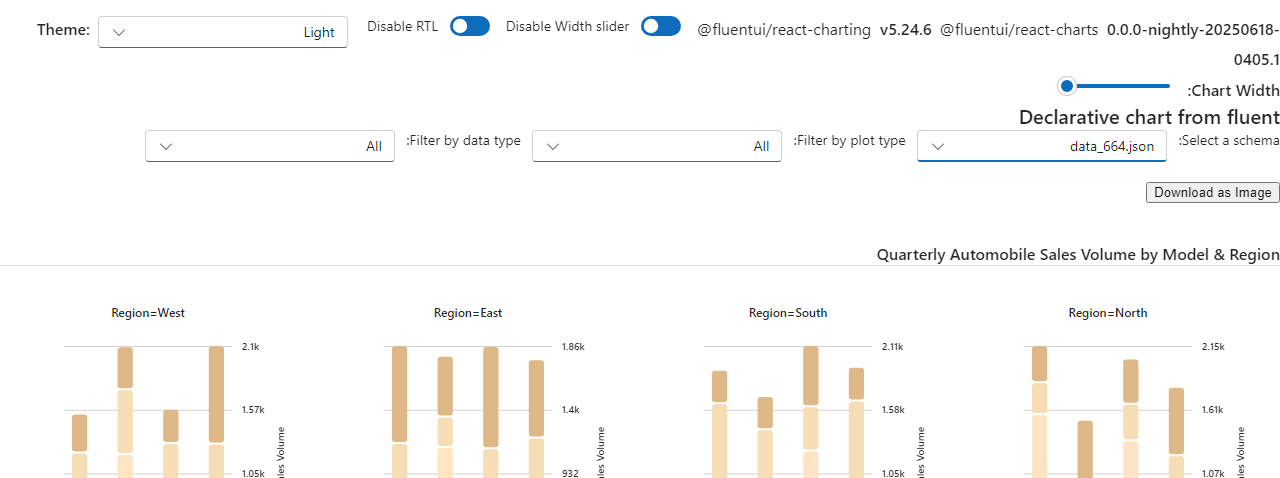 Theme: Light Disable RTL Disable Width slider @fluentui/react-charting v5.24.6 @fluentui/react-charts 0.0.0-nightly-20250618-
0405.1
:Chart Width
Declarative chart from fluent
:Select a schema data_664.json :Filter by plot type All :Filter by data type All
Download as Image
Quarterly Automobile Sales Volume by Model & Region
Region=West Region=East Region=South Region=North
2.1k 1.86k 2.11k 2.15k
1.57k 1.4k 1.58k 1.61k
1.05k 932 1.05k 1.07k
Volume Volume Volume Volume